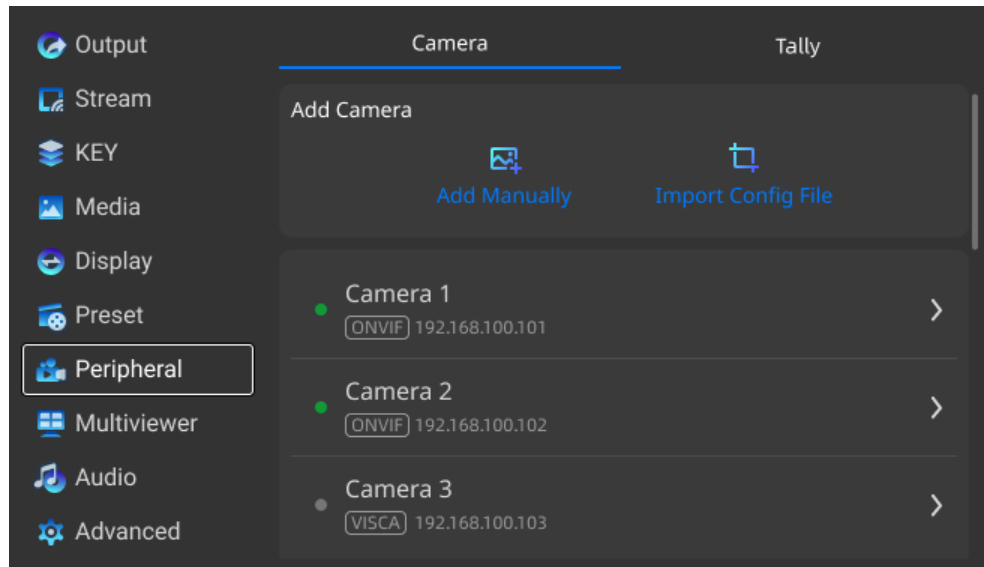 Output
Stream
KEY
Media
Display
Preset
Peripheral
Multiviewer
Audio
Advanced
Camera
Tally
Add Camera
Add Manually
Import Config File
Camera 1
ONVIF 192.168.100.101
Camera 2
ONVIF 192.168.100.102
Camera 3
VISCA 192.168.100.103